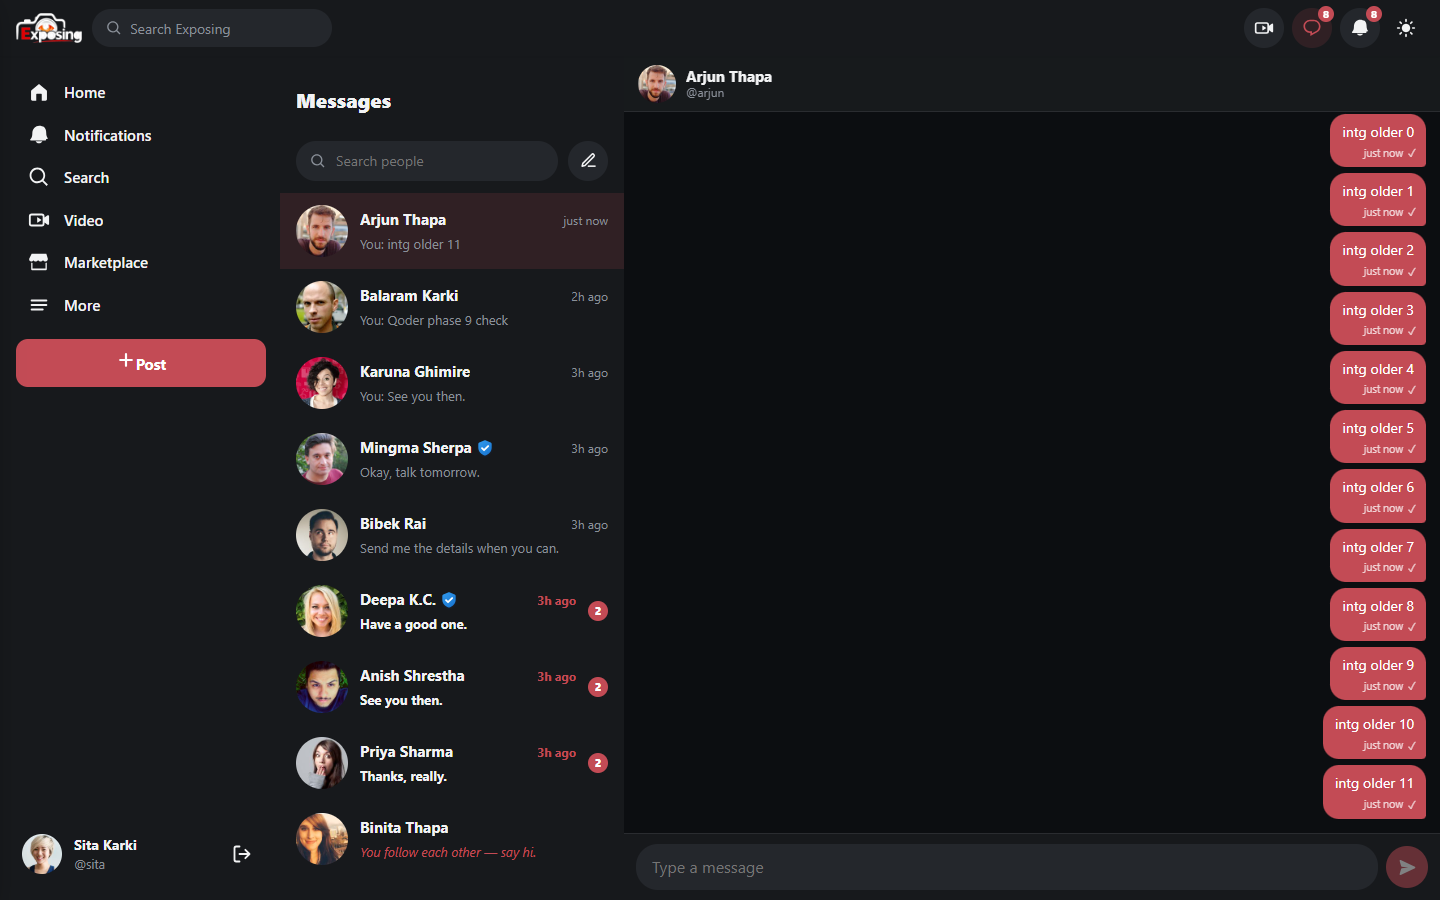 Exposing
Search Exposing
8
8
Home
Notifications
Search
Video
Marketplace
More
+ Post
Sita Karki
@sita
Messages
Search people
Arjun Thapa
just now
You: intg older 11
Balaram Karki
2h ago
You: Qoder phase 9 check
Karuna Ghimire
3h ago
You: See you then.
Mingma Sherpa
3h ago
Okay, talk tomorrow.
Bibek Rai
3h ago
Send me the details when you can.
Deepa K.C.
3h ago
2
Have a good one.
Anish Shrestha
3h ago
2
See you then.
Priya Sharma
3h ago
2
Thanks, really.
Binita Thapa
You follow each other — say hi.
Arjun Thapa
@arjun
intg older 0
just now ✓
intg older 1
just now ✓
intg older 2
just now ✓
intg older 3
just now ✓
intg older 4
just now ✓
intg older 5
just now ✓
intg older 6
just now ✓
intg older 7
just now ✓
intg older 8
just now ✓
intg older 9
just now ✓
intg older 10
just now ✓
intg older 11
just now ✓
Type a message